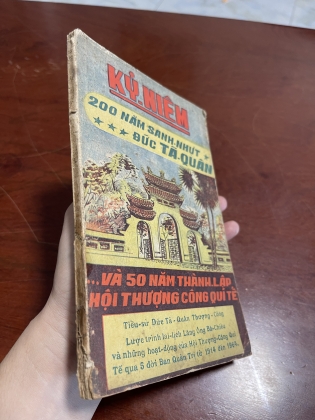 KỶ-NIỆM
200 NĂM SANH-NHỰT
ĐỨC TẢ-QUÂN
...VÀ 50 NĂM THÀNH-LẬP
HỘI THƯỢNG CÔNG QUÍ TẾ
Tiểu-sử Đức Tả-Quân Thượng-Công
Lược trình lai-lịch Lăng Ông Bà-Chiểu
và những hoạt-động của Hội Thượng-Công Quí
Tế qua 5 đời Ban Quản Trị từ 1914 đến 1964.